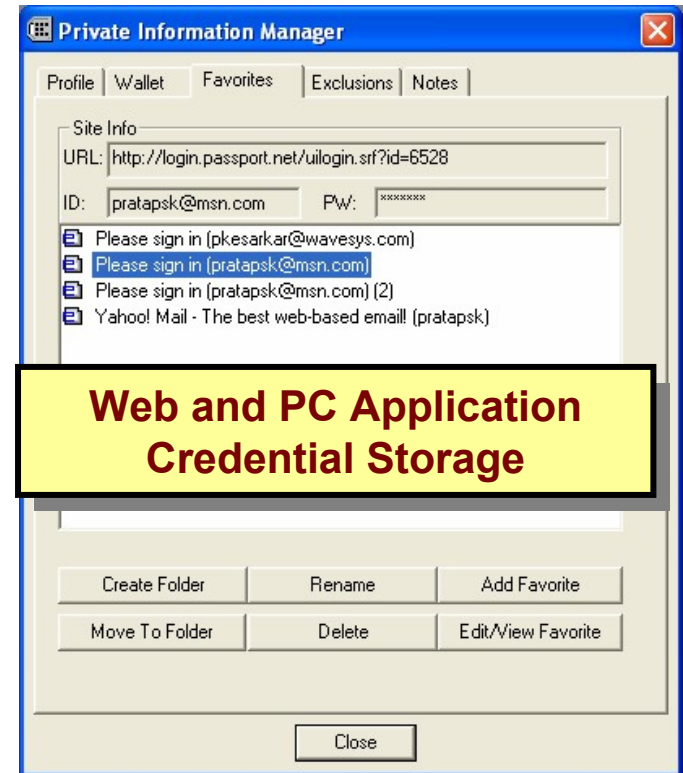 Private Information Manager
Profile Wallet Favorites Exclusions Notes
Site Info
URL: http://login.passport.net/uilogin.srf?id=6528
ID: pratapsk@msn.com PW: *******
Please sign in (pkesarkar@wavesys.com)
Please sign in (pratapsk@msn.com)
Please sign in (pratapsk@msn.com) (2)
Yahoo! Mail - The best web-based email! (pratapsk)
Web and PC Application
Credential Storage
Create Folder Rename Add Favorite
Move To Folder Delete Edit/View Favorite
Close